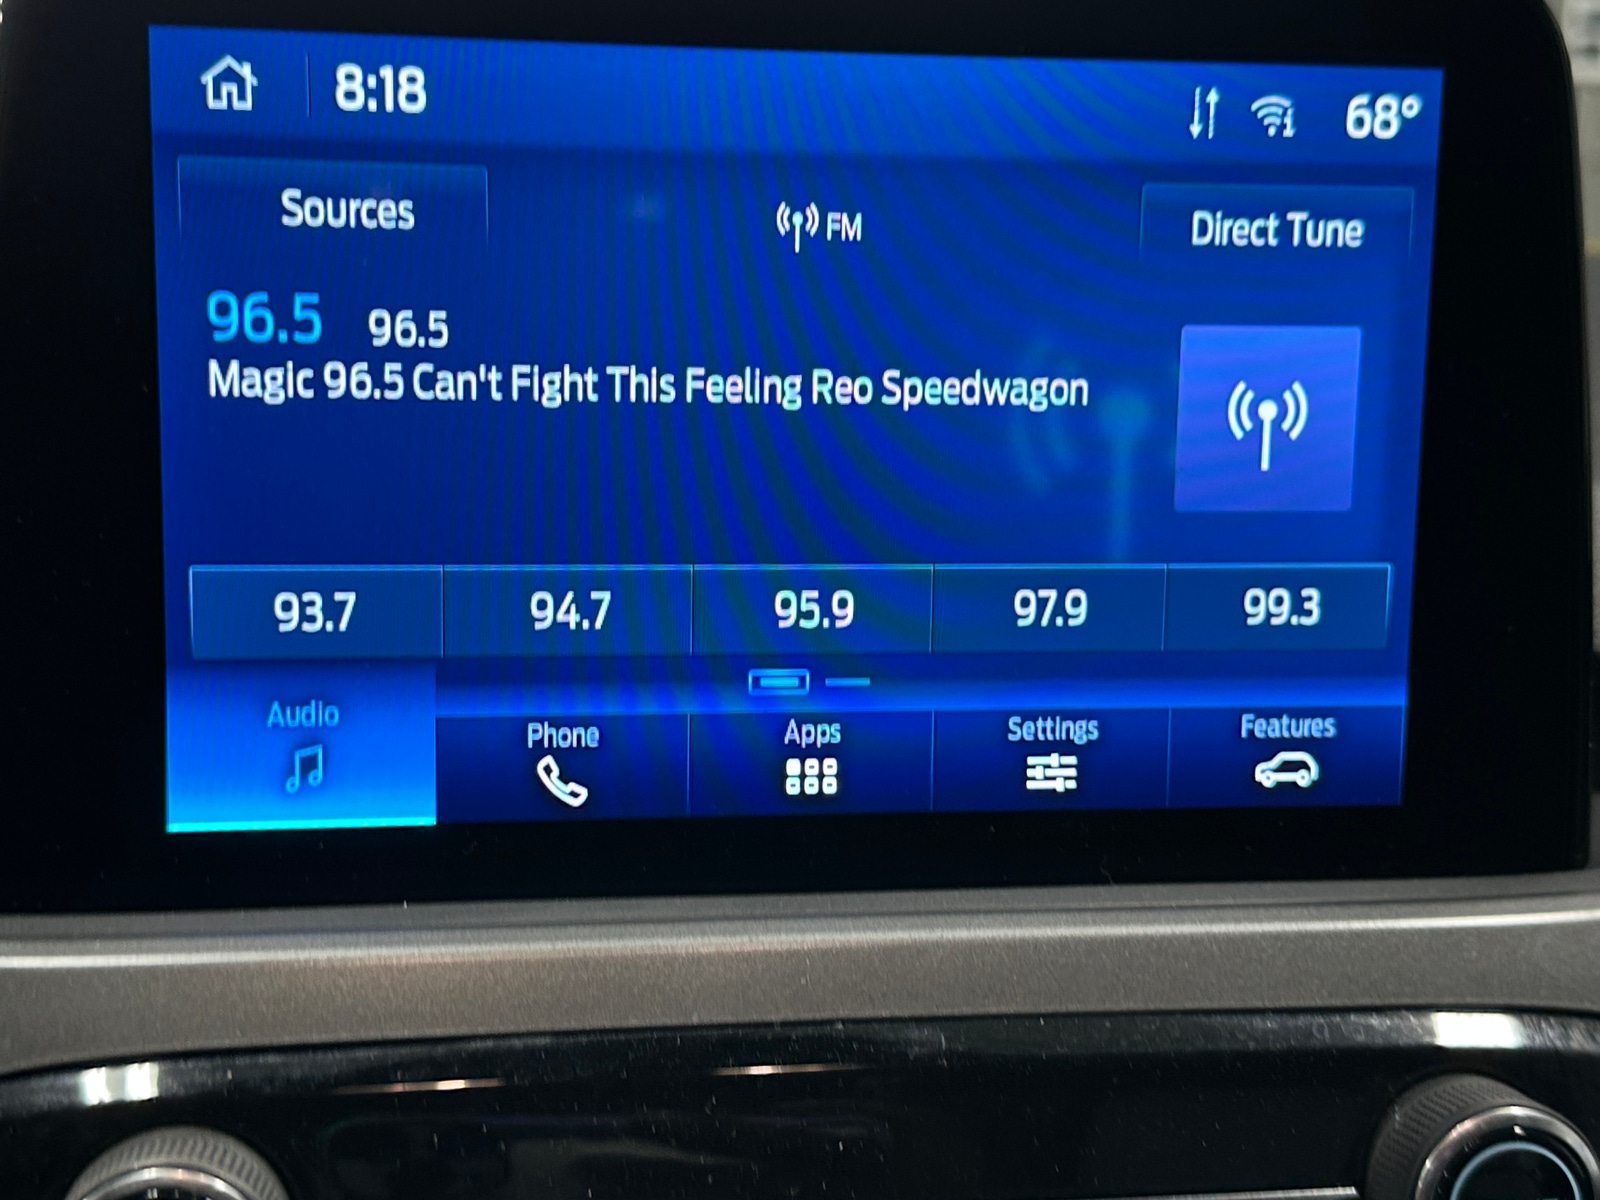 8:18
68°
Sources
FM
Direct Tune
96.5 96.5
Magic 96.5 Can't Fight This Feeling Reo Speedwagon
93.7 94.7 95.9 97.9 99.3
Audio Phone Apps Settings Features